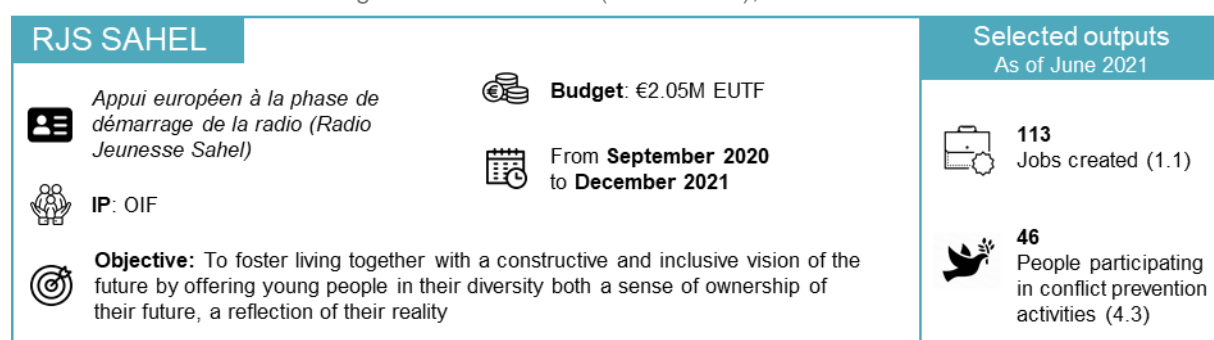 RJS SAHEL
Appui européen à la phase de
démarrage de la radio (Radio
Jeunesse Sahel)
IP: OIF
Budget: €2.05M EUTF
From September 2020
to December 2021
Objective: To foster living together with a constructive and inclusive vision of the
future by offering young people in their diversity both a sense of ownership of
their future, a reflection of their reality
Selected outputs
As of June 2021
113
Jobs created (1.1)
46
People participating
in conflict prevention
activities (4.3)